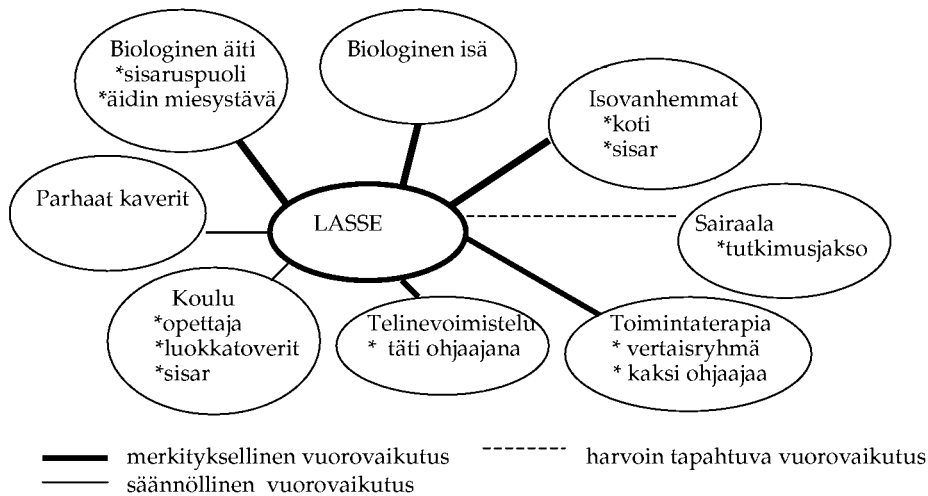 Biologinen äiti
*sisaruspuoli
*äidin miesystävä
Biologinen isä
Isovanhemmat
*koti
*sisar
Parhaat kaverit
LASSE
Sairaala
*tutkimusjakso
Koulu
*opettaja
*luokkatoverit
*sisar
Telinevoimistelu
* täti ohjaajana
Toimintaterapia
* vertaisryhmä
* kaksi ohjaajaa
merkityksellinen vuorovaikutus
harvoin tapahtuva vuorovaikutus
säännöllinen vuorovaikutus